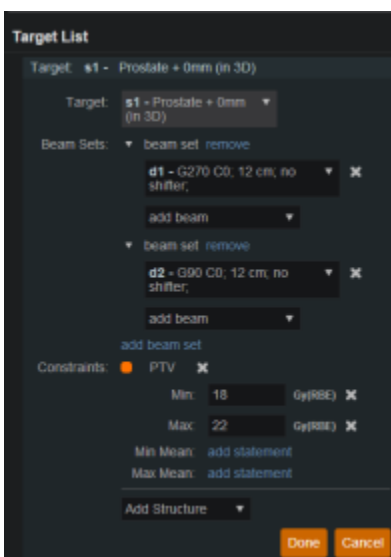 Target List
Target: s1 - Prostate + 0mm (in 3D)
Target: s1 - Prostate + 0mm
(in 3D)
Beam Sets: beam set remove
d1 - G270 C0; 12 cm; no
shifter;
add beam
beam set remove
d2 - G90 C0; 12 cm; no
shifter;
add beam
add beam set
Constraints: PTV
Min: 18 Gy(RBE)
Max: 22 Gy(RBE)
Min Mean: add statement
Max Mean: add statement
Add Structure
Done Cancel